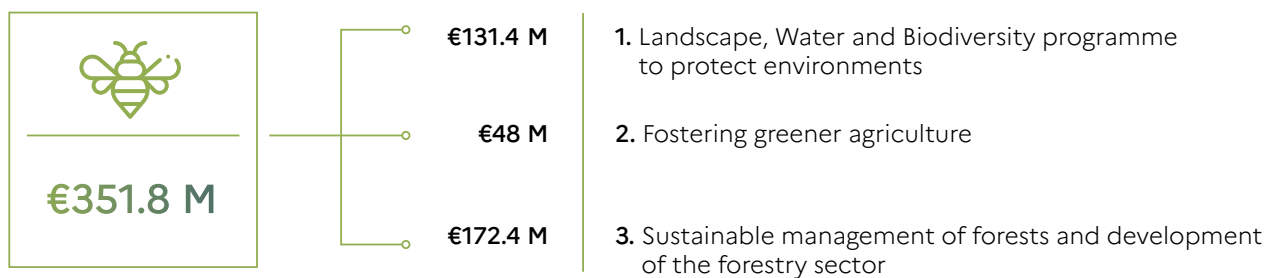 €351.8 M
€131.4 M
1. Landscape, Water and Biodiversity programme
to protect environments
€48 M
2. Fostering greener agriculture
€172.4 M
3. Sustainable management of forests and development
of the forestry sector